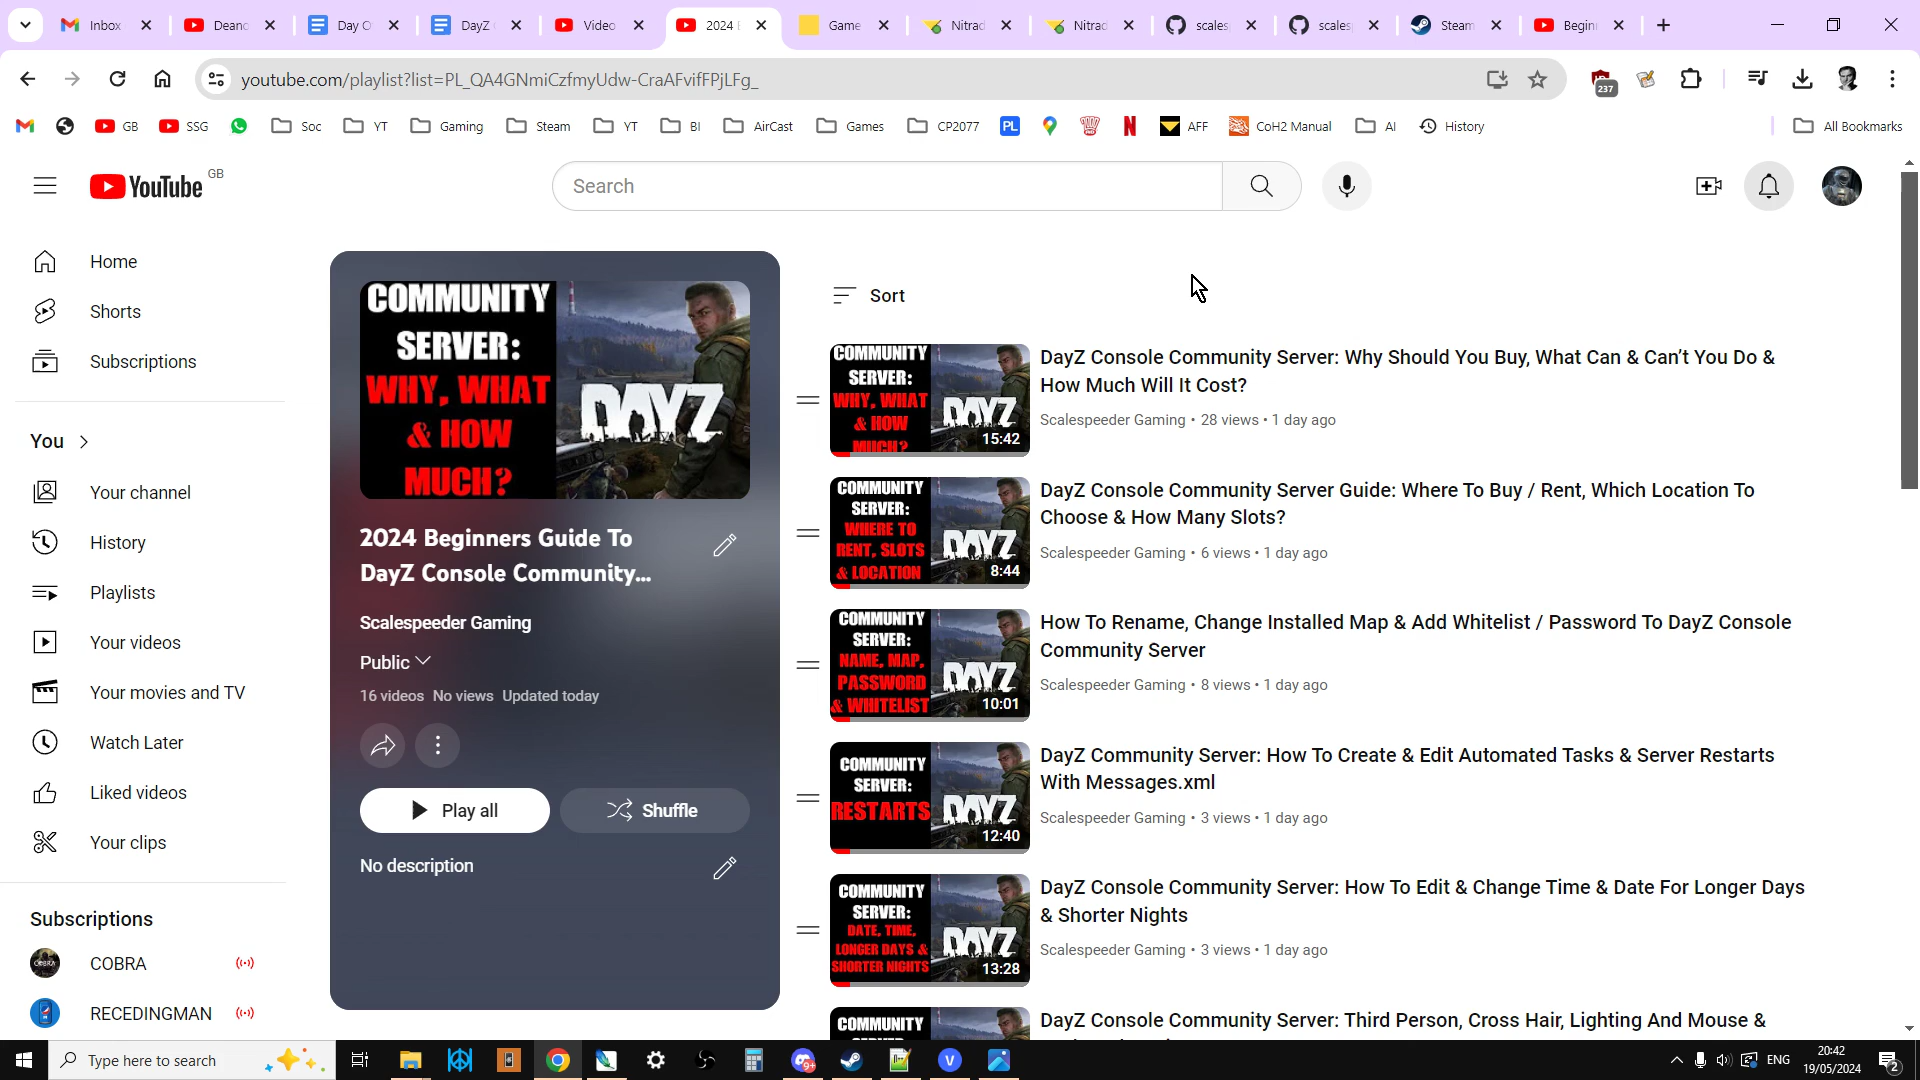 Inbox
Deanc
Day O
DayZ
Video
2024
Game
Nitrad
Nitrad
scales
scales
Steam
Begin
youtube.com/playlist?list=PL_QA4GNmiCzfmyUdw-CraAFvifFPjLFg_
237
GB
SSG
Soc
YT
Gaming
Steam
YT
BI
AirCast
Games
CP2077
PL
N
AFF
CoH2 Manual
AI
History
All Bookmarks
YouTube GB
Search
Home
Shorts
Subscriptions
You
Your channel
History
Playlists
Your videos
Your movies and TV
Watch Later
Liked videos
Your clips
Subscriptions
COBRA
RECEDINGMAN
COMMUNITY
SERVER:
WHY, WHAT
& HOW
MUCH?
DAYZ
2024 Beginners Guide To
DayZ Console Community...
Scalespeeder Gaming
Public
16 videos No views Updated today
Play all
Shuffle
No description
Sort
COMMUNITY
SERVER:
WHY, WHAT
& HOW
MUCH?
DAYZ
15:42
DayZ Console Community Server: Why Should You Buy, What Can & Can't You Do &
How Much Will It Cost?
Scalespeeder Gaming • 28 views • 1 day ago
COMMUNITY
SERVER:
WHERE TO
RENT, SLOTS
& LOCATION
DAYZ
8:44
DayZ Console Community Server Guide: Where To Buy / Rent, Which Location To
Choose & How Many Slots?
Scalespeeder Gaming • 6 views • 1 day ago
COMMUNITY
SERVER:
NAME, MAP,
PASSWORD
& WHITELIST
DAYZ
10:01
How To Rename, Change Installed Map & Add Whitelist / Password To DayZ Console
Community Server
Scalespeeder Gaming • 8 views • 1 day ago
COMMUNITY
SERVER:
RESTARTS
DAYZ
12:40
DayZ Community Server: How To Create & Edit Automated Tasks & Server Restarts
With Messages.xml
Scalespeeder Gaming • 3 views • 1 day ago
COMMUNITY
SERVER:
DATE, TIME,
LONGER DAYS &
SHORTER NIGHTS
DAYZ
13:28
DayZ Console Community Server: How To Edit & Change Time & Date For Longer Days
& Shorter Nights
Scalespeeder Gaming • 3 views • 1 day ago
COMMUNITY
DayZ Console Community Server: Third Person, Cross Hair, Lighting And Mouse &
Type here to search
ENG
20:42
19/05/2024
2